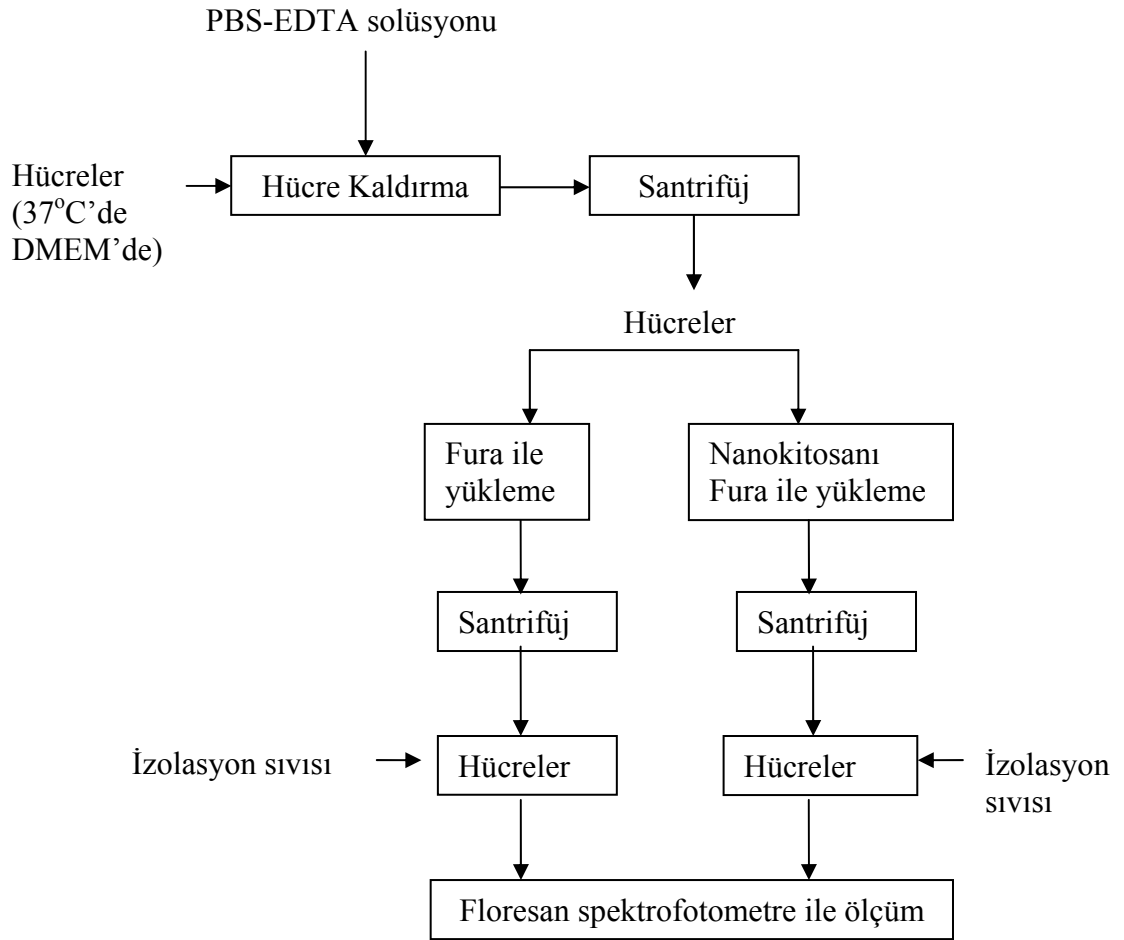 PBS-EDTA solüsyonu
Hücreler
(37°C’de
DMEM’de)
Hücre Kaldırma
Santrifüj
Hücreler
Fura ile
yükleme
Nanokitosanı
Fura ile yükleme
Santrifüj
Santrifüj
İzolasyon sıvısı
Hücreler
Hücreler
İzolasyon
sıvısı
Floresan spektrofotometre ile ölçüm